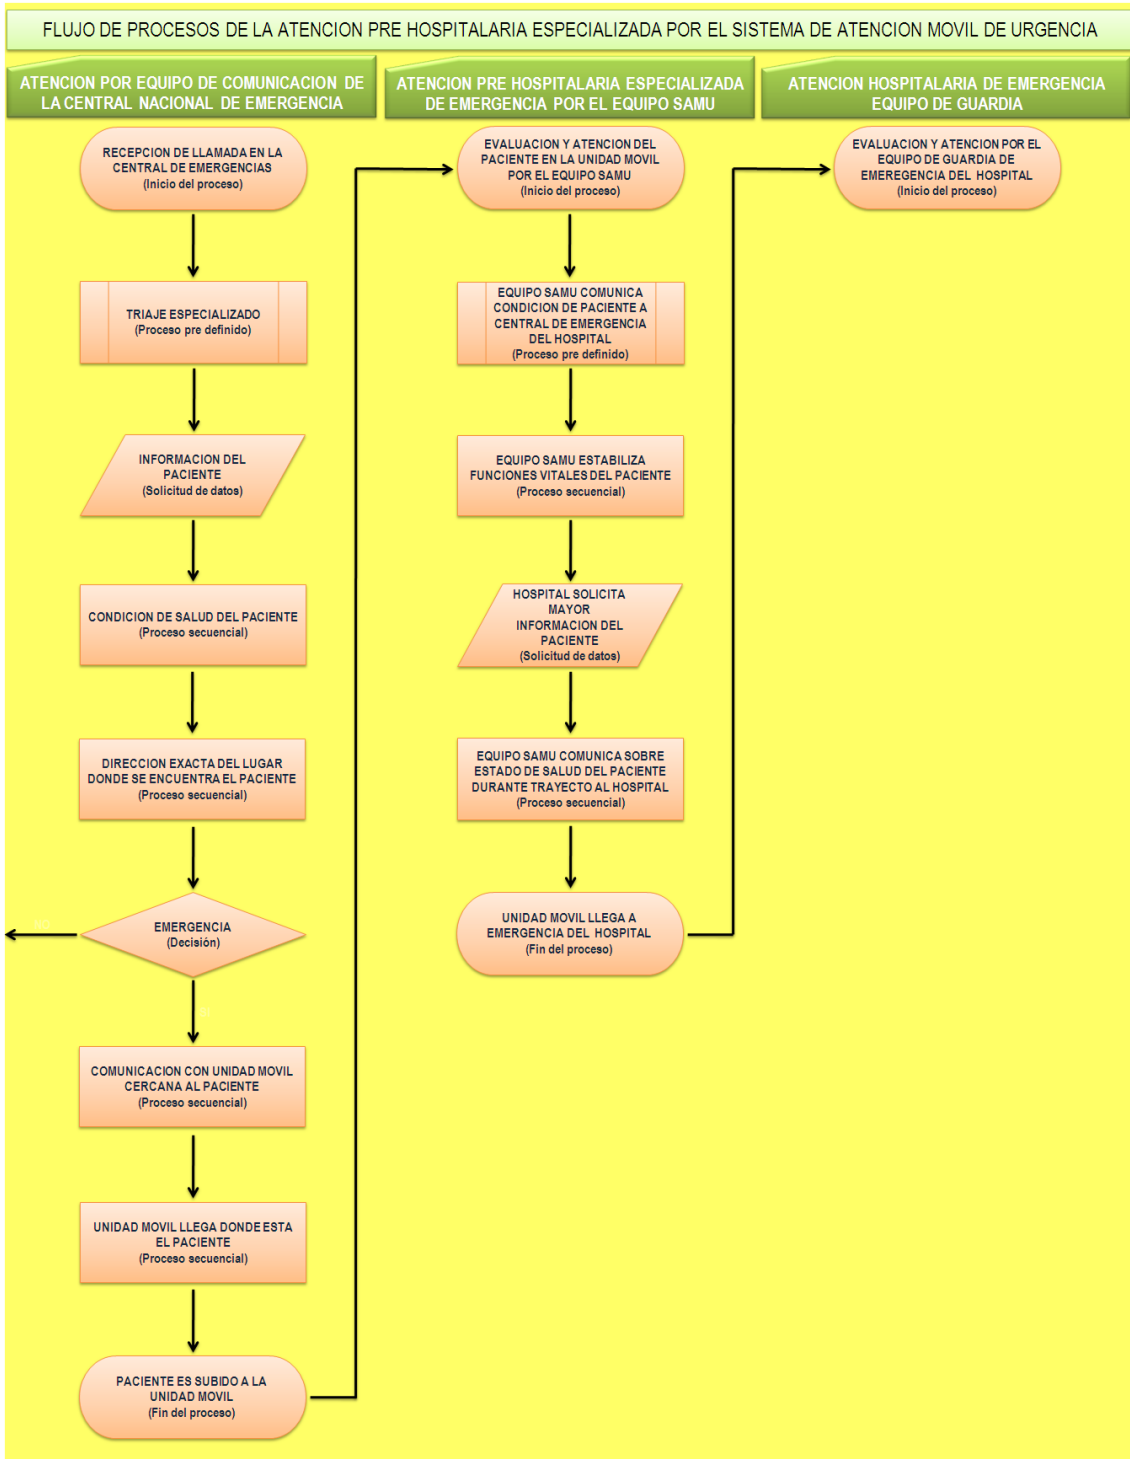 FLUJO DE PROCESOS DE LA ATENCION PRE HOSPITALARIA ESPECIALIZADA POR EL SISTEMA DE ATENCION MOVIL DE URGENCIA
ATENCION POR EQUIPO DE COMUNICACION DE
LA CENTRAL NACIONAL DE EMERGENCIA
RECEPCION DE LLAMADA EN LA
CENTRAL DE EMERGENCIAS
(Inicio del proceso)
TRIAJE ESPECIALIZADO
(Proceso pre definido)
INFORMACION DEL
PACIENTE
(Solicitud de datos)
CONDICION DE SALUD DEL PACIENTE
(Proceso secuencial)
DIRECCION EXACTA DEL LUGAR
DONDE SE ENCUENTRA EL PACIENTE
(Proceso secuencial)
EMERGENCIA
(Decisión)
COMUNICACION CON UNIDAD MOVIL
CERCANA AL PACIENTE
(Proceso secuencial)
UNIDAD MOVIL LLEGA DONDE ESTA
EL PACIENTE
(Proceso secuencial)
PACIENTE ES SUBIDO A LA
UNIDAD MOVIL
(Fin del proceso)
ATENCION PRE HOSPITALARIA ESPECIALIZADA
DE EMERGENCIA POR EL EQUIPO SAMU
EVALUACION Y ATENCION DEL
PACIENTE EN LA UNIDAD MOVIL
POR EL EQUIPO SAMU
(Inicio del proceso)
EQUIPO SAMU COMUNICA
CONDICION DE PACIENTE A
CENTRAL DE EMERGENCIA
DEL HOSPITAL
(Proceso pre definido)
EQUIPO SAMU ESTABILIZA
FUNCIONES VITALES DEL PACIENTE
(Proceso secuencial)
HOSPITAL SOLICITA
MAYOR
INFORMACION DEL
PACIENTE
(Solicitud de datos)
EQUIPO SAMU COMUNICA SOBRE
ESTADO DE SALUD DEL PACIENTE
DURANTE TRAYECTO AL HOSPITAL
(Proceso secuencial)
UNIDAD MOVIL LLEGA A
EMERGENCIA DEL HOSPITAL
(Fin del proceso)
ATENCION HOSPITALARIA DE EMERGENCIA
EQUIPO DE GUARDIA
EVALUACION Y ATENCION POR EL
EQUIPO DE GUARDIA DE
EMEREGENCIA DEL HOSPITAL
(Inicio del proceso)